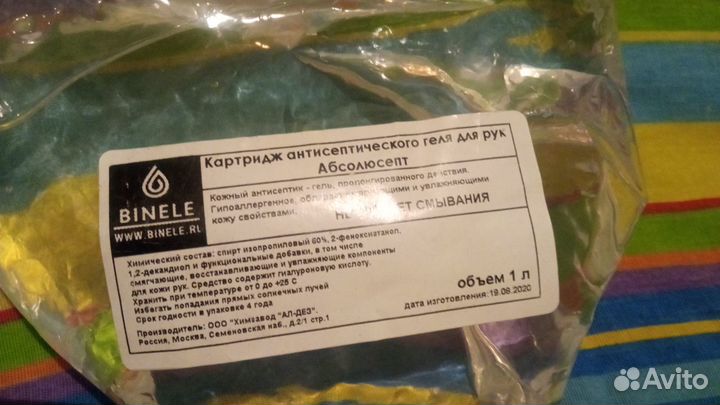 Картридж антисептического геля для рук
Абсолюсепт
BINELE
WWW.BINELE.RU
Кожный антисептик - гель, пролонгированного действия.
Гипоаллергенное, и увлажняющими
кожу свойствами. СМЫВАНИЯ
Химический состав: спирт изопропиловый 60%, 2-феноксиэтанол,
1,2-декандиол и функциональные добавки, в том числе
смягчающие, восстанавливающие и увлажняющие компоненты
для кожи рук. Средство содержит гиалуроновую кислоту.
Хранить при температуре от 0 до +25 С
Избегать попадания прямых солнечных лучей
Срок годности в упаковке 4 года
объем 1 л
дата изготовления: 19.08.2020
Производитель: ООО "Химзавод "АЛ-ДЕЗ".
Россия, Москва, Семеновская наб., д.2/1 стр.1
Avito